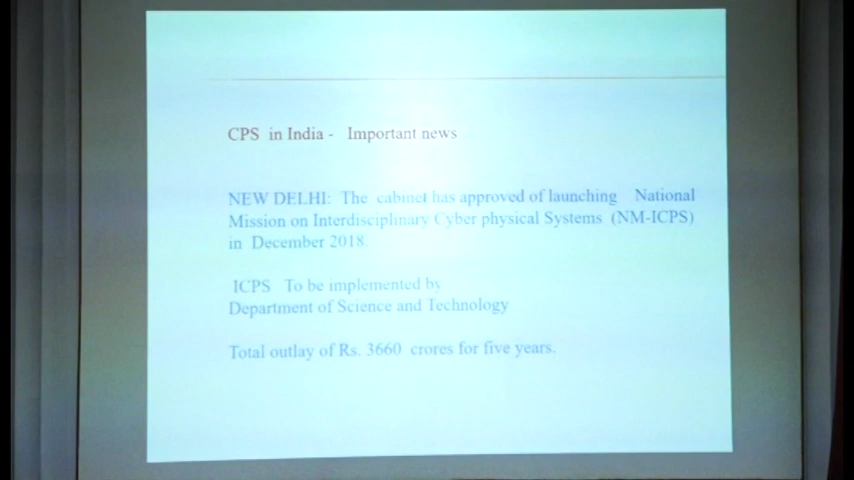 CPS in India - Important news
NEW DELHI: The cabinet has approved of launching National
Mission on Interdisciplinary Cyber physical Systems (NM-ICPS)
in December 2018.
ICPS To be implemented by
Department of Science and Technology
Total outlay of Rs. 3660 crores for five years.